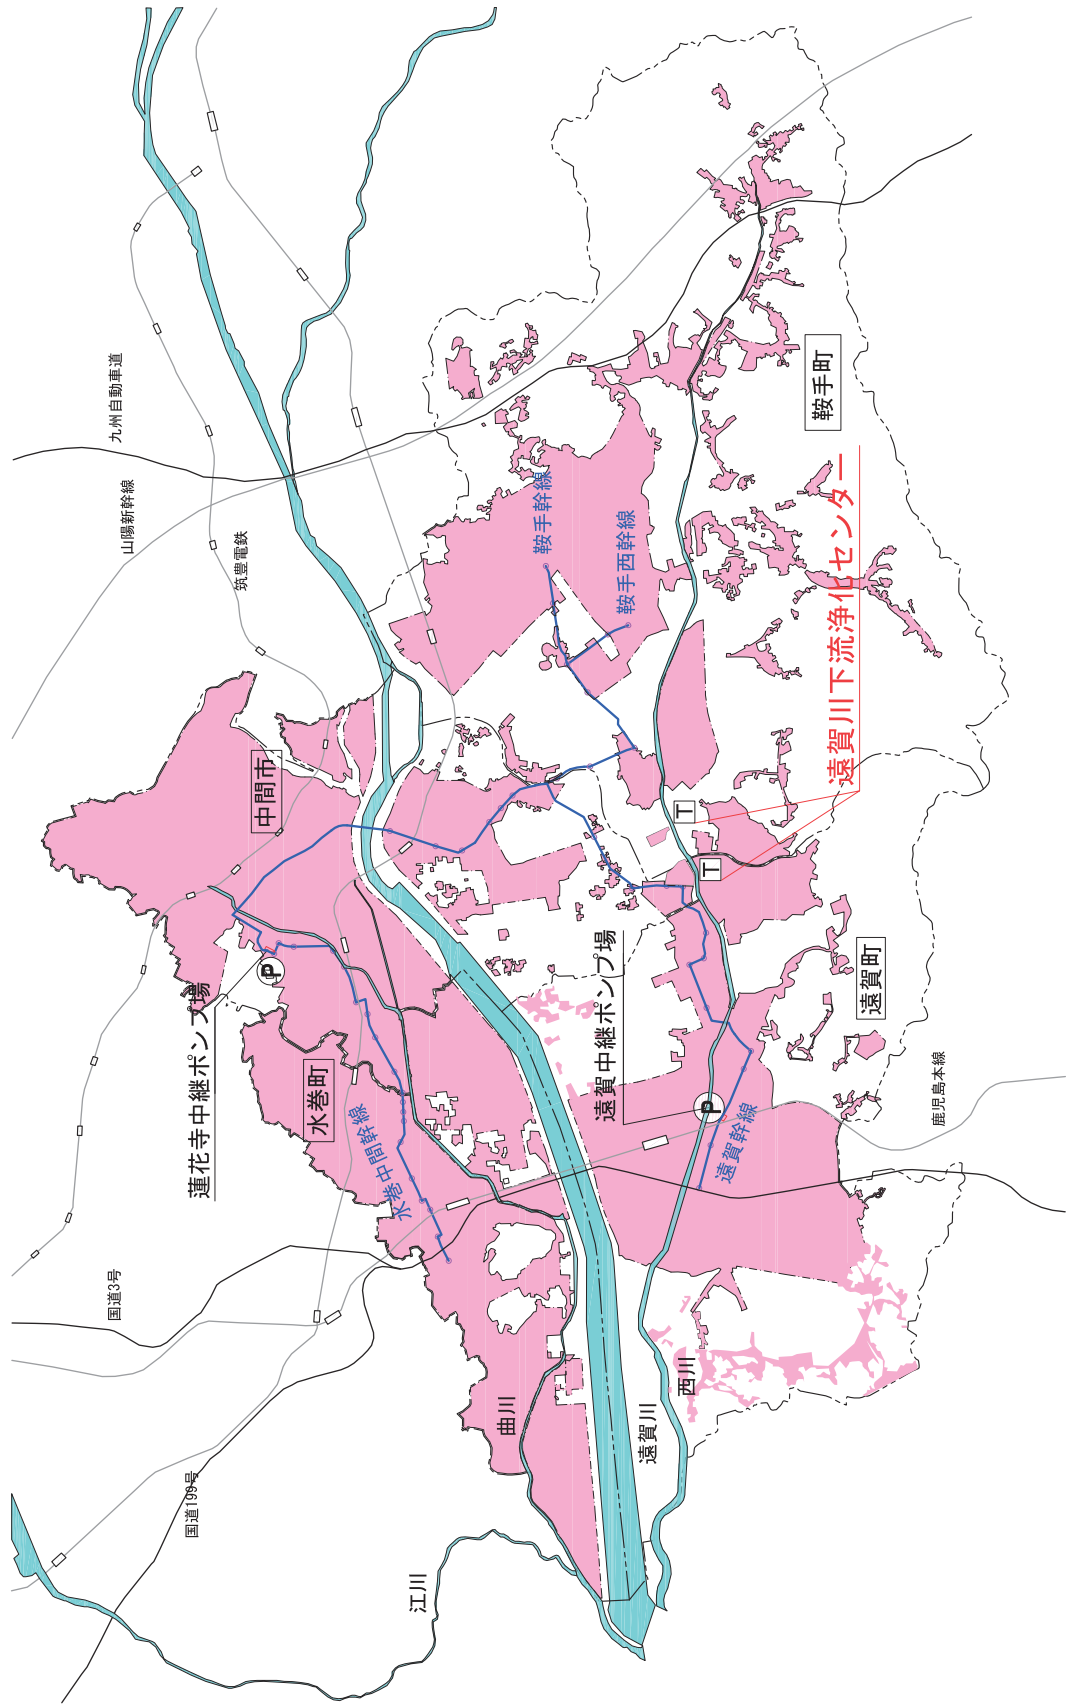 九州自動車道
山陽新幹線
筑豊電鉄
鞍手町
鞍手幹線
鞍手西幹線
遠賀川下流浄化センター
中間市
T
T
P
蓮花寺中継ポンプ場
水巻町
水巻中間幹線
遠賀中継ポンプ場
遠賀町
P
遠賀幹線
鹿児島本線
国道3号
国道199号
曲川
遠賀川
西川
江川